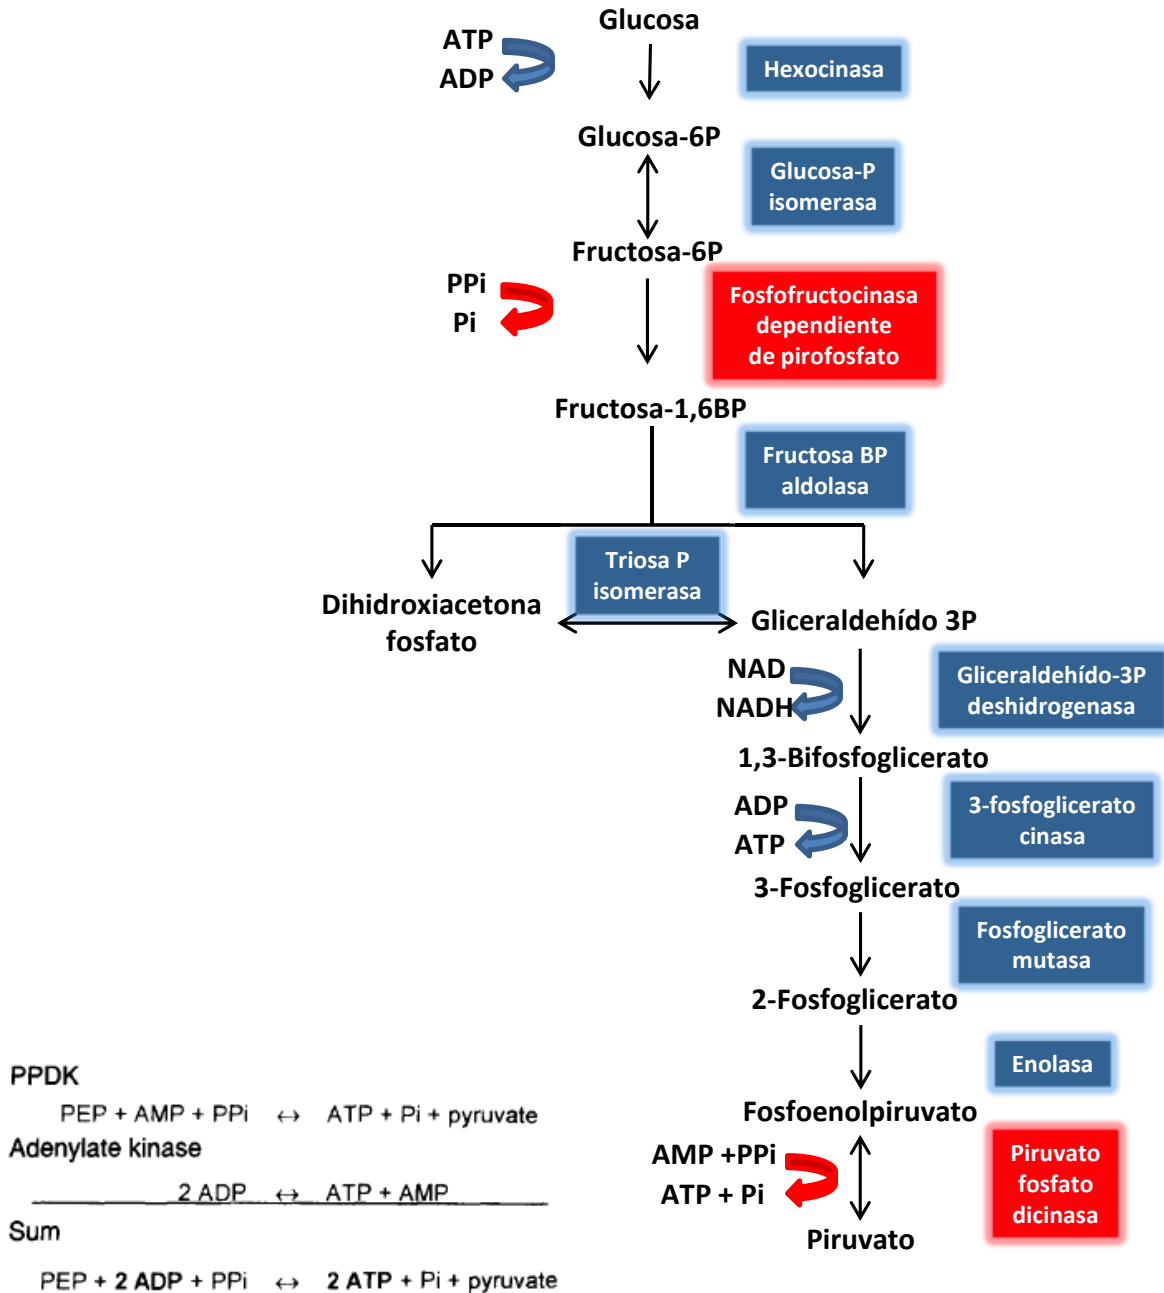 Glucosa
ATP
ADP
Hexocinasa
Glucosa-6P
Glucosa-P
isomerasa
Fructosa-6P
PPi
Pi
Fosfofructocinasa
dependiente
de pirofosfato
Fructosa-1,6BP
Fructosa BP
aldolasa
Triosa P
isomerasa
Dihidroxiacetona
fosfato
Gliceraldehído 3P
NAD
NADH
Gliceraldehído-3P
deshidrogenasa
1,3-Bifosfoglicerato
ADP
ATP
3-fosfoglicerato
cinasa
3-Fosfoglicerato
Fosfoglicerato
mutasa
2-Fosfoglicerato
Enolasa
Fosfoenolpiruvato
AMP +PPi
ATP + Pi
Piruvato
fosfato
dicinasa
Piruvato
PPDK
PEP + AMP + PPi ↔ ATP + Pi + pyruvate
Adenylate kinase
2 ADP ↔ ATP + AMP
Sum
PEP + 2 ADP + PPi ↔ 2 ATP + Pi + pyruvate